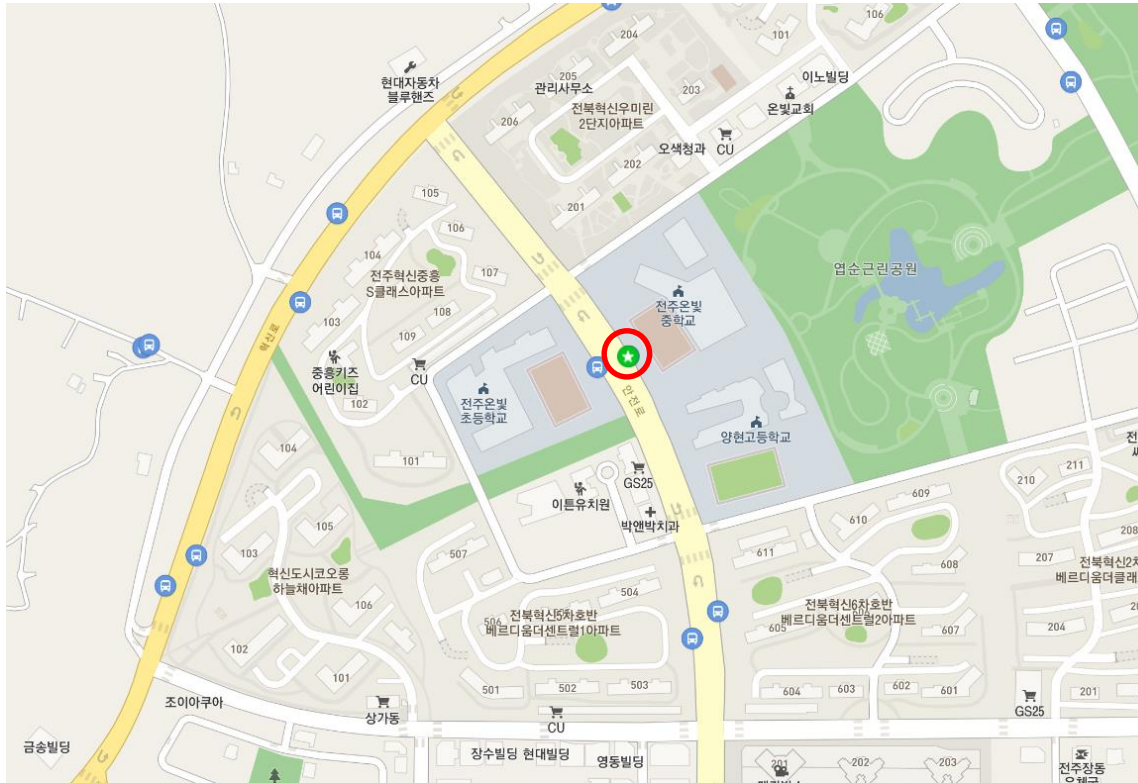 204
101
106
현대자동차
블루핸즈
205
관리사무소
203
이노빌딩
206
전북혁신우미린
2단지아파트
온빛교회
오색청과
CU
202
201
105
106
104
107
전주혁신중흥
S클래스아파트
엽순근린공원
전주온빛
중학교
108
103
109
혁신로
중흥키즈
어린이집
CU
102
전주온빛
초등학교
안전로
양현고등학교
101
104
GS25
이튼유치원
박앤박치과
211
210
609
610
105
103
507
611
608
208
207
전북혁신2차
베르디움더클래
혁신도시코오롱
하늘채아파트
106
504
전북혁신5차호반
506
베르디움더센트럴1아파트
전북혁신6차호반
베르디움더센트럴2아파트
605
607
204
102
101
501
502
503
604
603
602
601
201
조이아쿠아
상가동
CU
GS25
금송빌딩
장수빌딩
현대빌딩
영동빌딩
201
202
203
전주장동